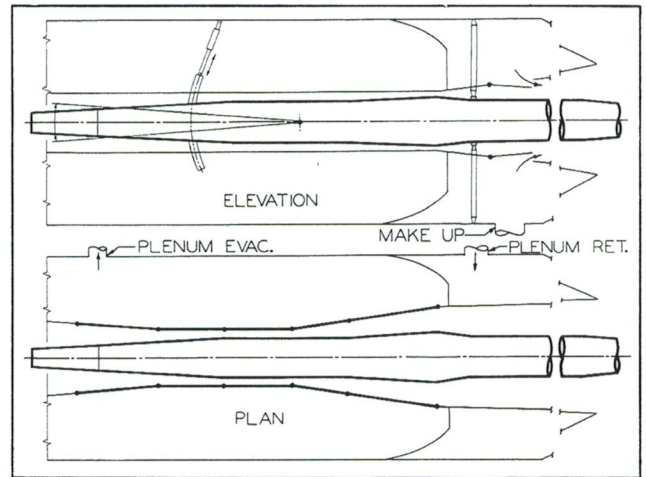 ELEVATION
MAKE UP
PLENUM EVAC.
PLENUM RET.
PLAN